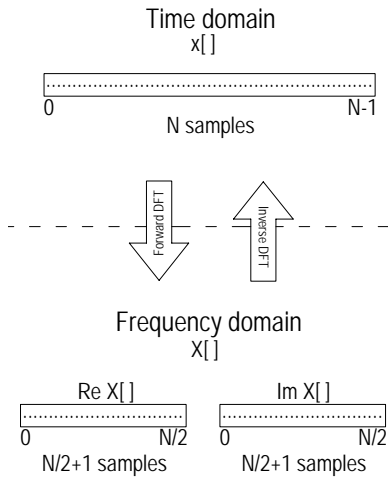 Time domain
x[ ]
0 N-1
N samples
Forward DFT
Inverse DFT
Frequency domain
X[ ]
Re X[ ] Im X[ ]
0 N/2 0 N/2
N/2+1 samples N/2+1 samples